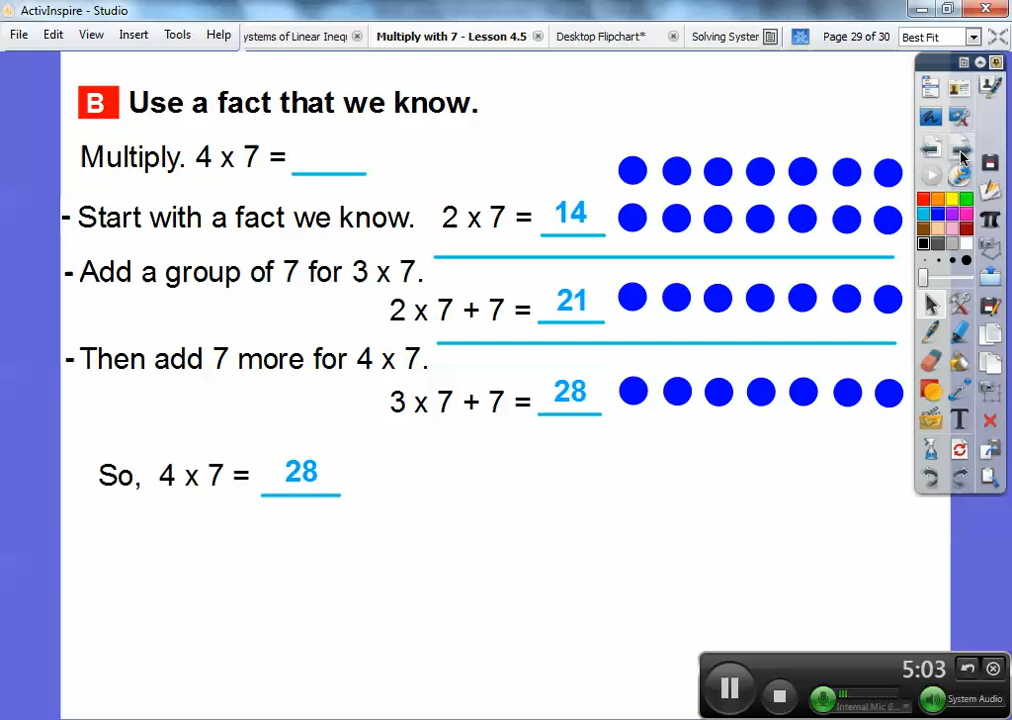 ActivInspire - Studio
File Edit View Insert Tools Help
ystems of Linear Ineq Multiply with 7 - Lesson 4.5 Desktop Flipchart* Solving System Page 29 of 30 Best Fit
B Use a fact that we know.
Multiply. 4 x 7 =
- Start with a fact we know. 2 x 7 = 14
- Add a group of 7 for 3 x 7.
2 x 7 + 7 = 21
- Then add 7 more for 4 x 7.
3 x 7 + 7 = 28
So, 4 x 7 = 28
T
5:03
Internal Mic (I... System Audio